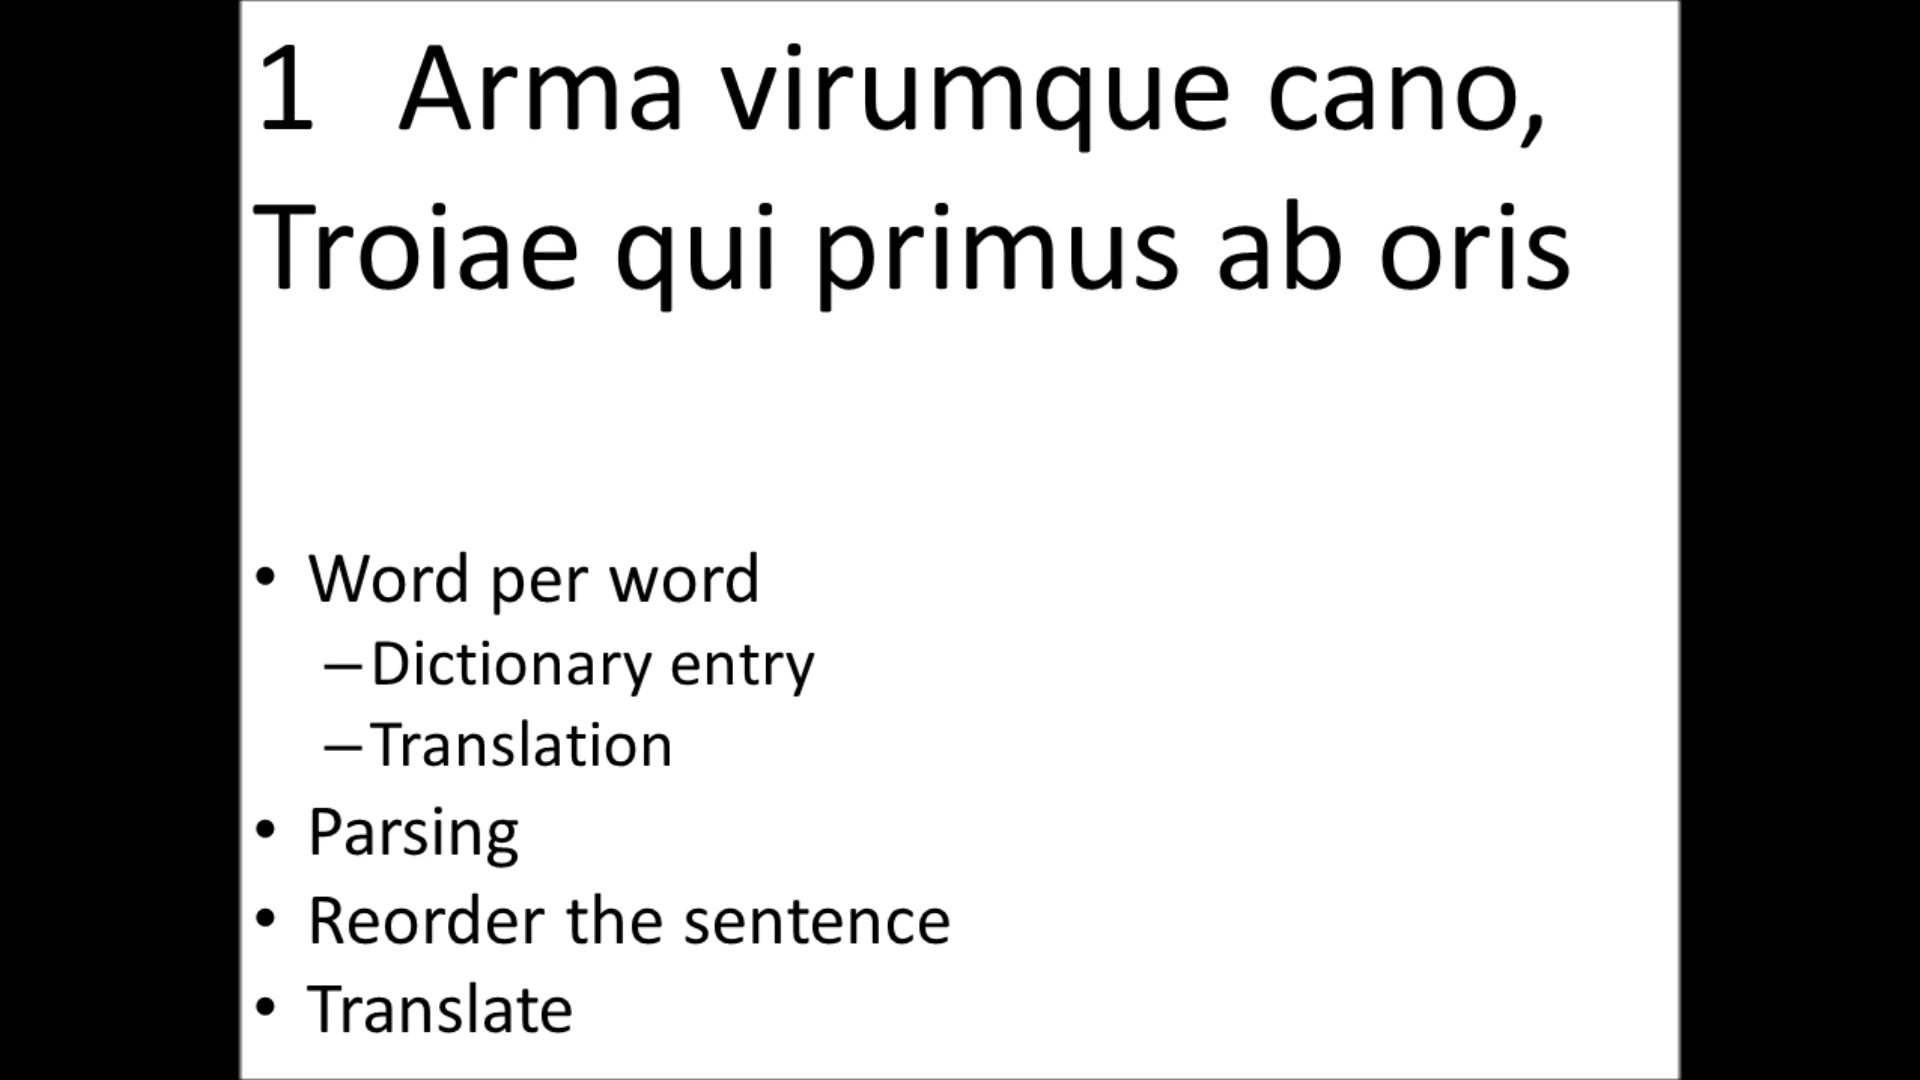 1 Arma virumque cano,
Troiae qui primus ab oris
• Word per word
–Dictionary entry
–Translation
• Parsing
• Reorder the sentence
• Translate